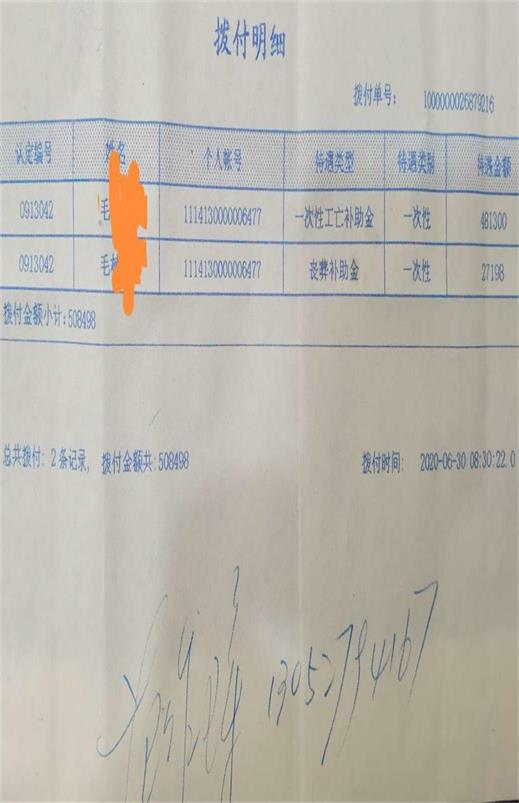 拨付明细
拨付单号: 1000000026879216
认定编号 姓名 个人账号 待遇类型 待遇类别 待遇金额
0913042 毛 1114130000006477 一次性工亡补助金 一次性 481300
0913042 毛 1114130000006477 丧葬补助金 一次性 27198
拨付金额小计:508498
总共拨付: 2 条记录, 拨付金额共:508498 拨付时间: 2020-06-30 08:30:22.0
13052794167